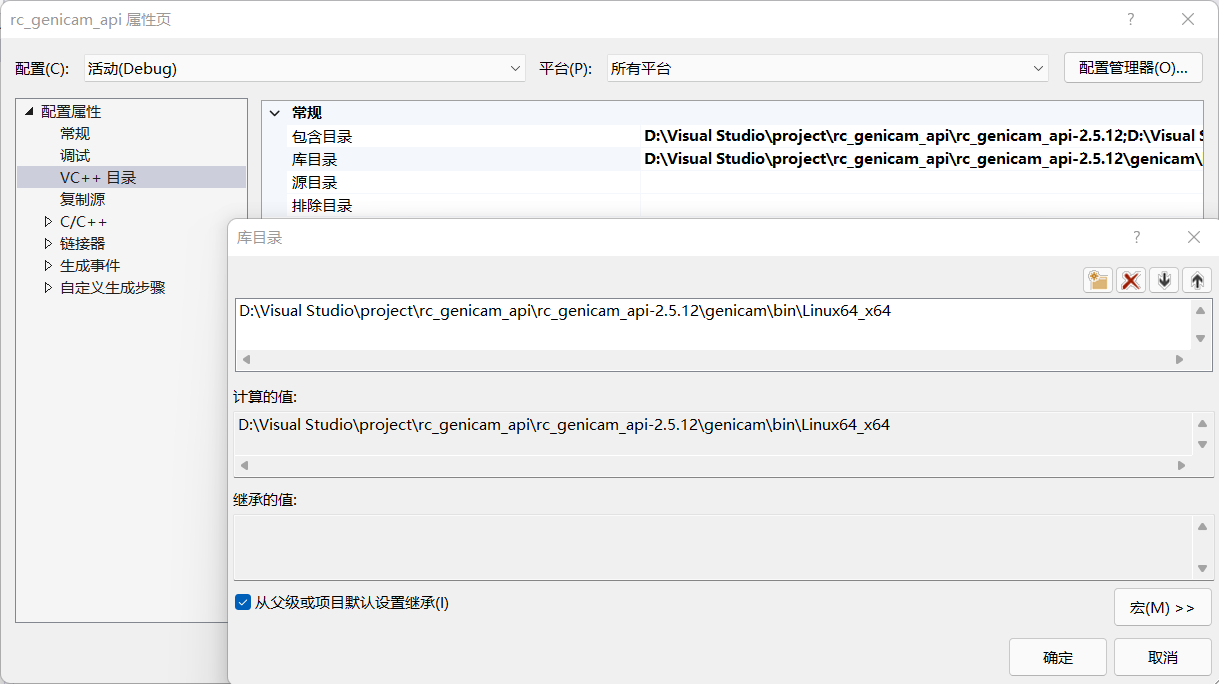 rc_genicam_api 属性页
配置(C): 活动(Debug) 平台(P): 所有平台 配置管理器(O)...
配置属性
常规
调试
VC++ 目录
复制源
C/C++
链接器
生成事件
自定义生成步骤
常规
包含目录 D:\Visual Studio\project\rc_genicam_api\rc_genicam_api-2.5.12;D:\Visual S
库目录 D:\Visual Studio\project\rc_genicam_api\rc_genicam_api-2.5.12\genicam\
源目录
排除目录
库目录
D:\Visual Studio\project\rc_genicam_api\rc_genicam_api-2.5.12\genicam\bin\Linux64_x64
计算的值:
D:\Visual Studio\project\rc_genicam_api\rc_genicam_api-2.5.12\genicam\bin\Linux64_x64
继承的值:
从父级或项目默认设置继承(I)
宏(M) >>
确定 取消